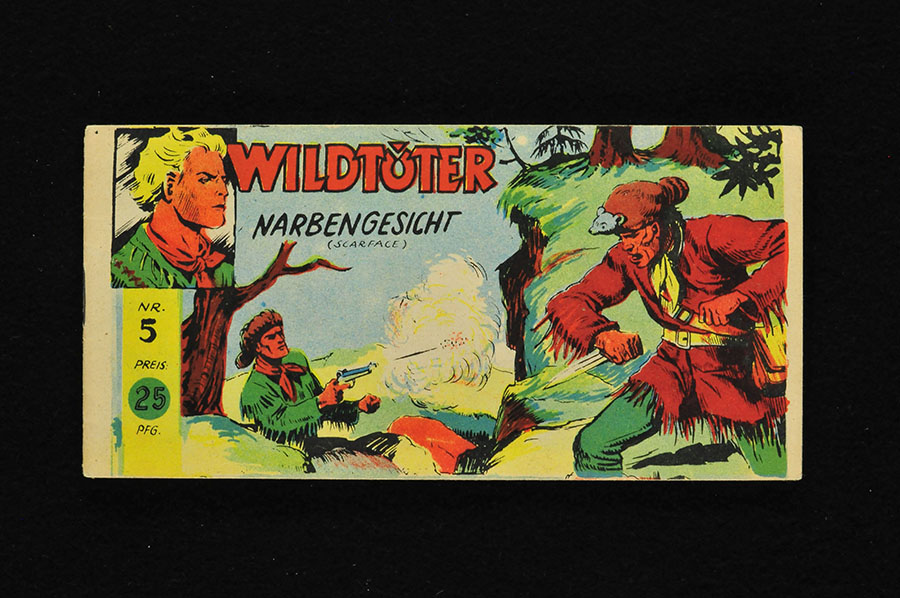 WILDTÖTER
NARBENGESICHT
(SCARFACE)
NR.
5
PREIS:
25
PFG.